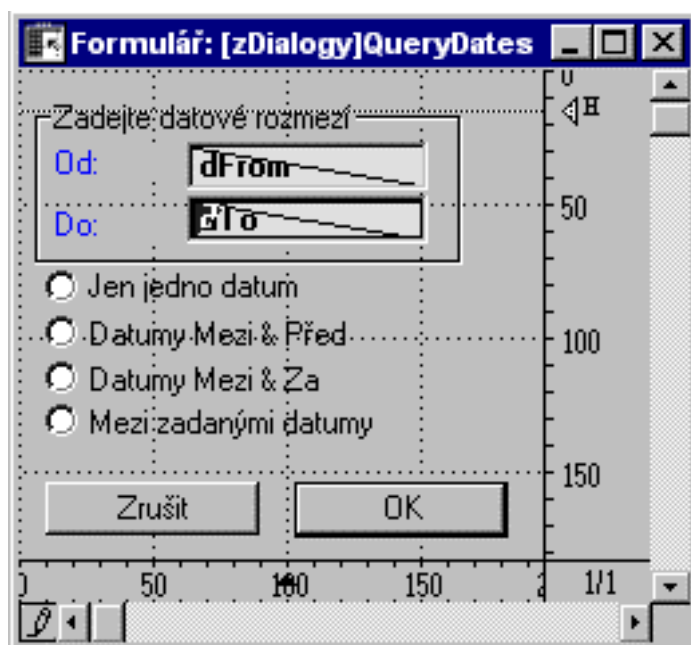 Formulář: [zDialogy]QueryDates
0
H
Zadejte datové rozmezí
Od: dFrom
50
Do: dTo
Jen jedno datum
Datumy Mezi & Před
100
Datumy Mezi & Za
Mezi zadanými datumy
150
Zrušit OK
0 50 100 150 1/1